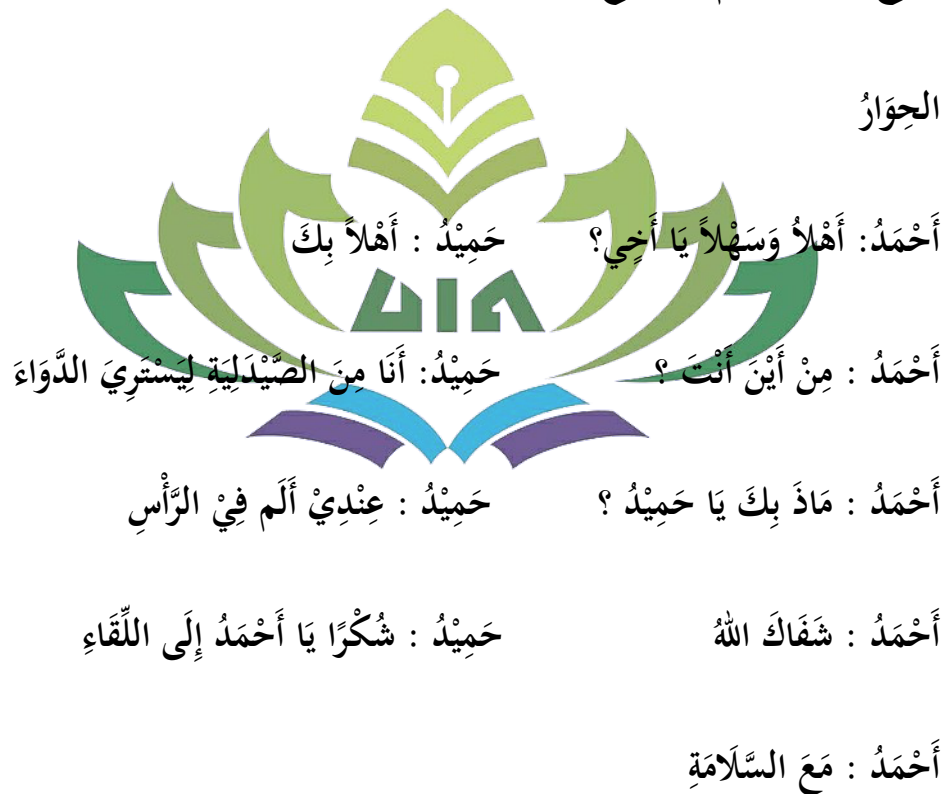 الحِوَارُ
أَحْمَدُ: أَهْلاُ وَسَهْلاً يَا أَخِي؟ حَمِيْدُ : أَهْلاً بِكَ
أَحْمَدُ : مِنْ أَيْنَ أَنْتَ ؟ حَمِيْدُ: أَنَا مِنَ الصَّيْدَلِيَةِ لِيَسْتَرِيَ الدَّوَاءَ
أَحْمَدُ : مَاذَ بِكَ يَا حَمِيْدُ ؟ حَمِيْدُ : عِنْدِيْ أَلَم فِيْ الرَّأْسِ
أَحْمَدُ : شَفَاكَ اللهُ حَمِيْدُ : شُكْرًا يَا أَحْمَدُ إِلَى اللِّقَاءِ
أَحْمَدُ : مَعَ السَّلَامَةِ